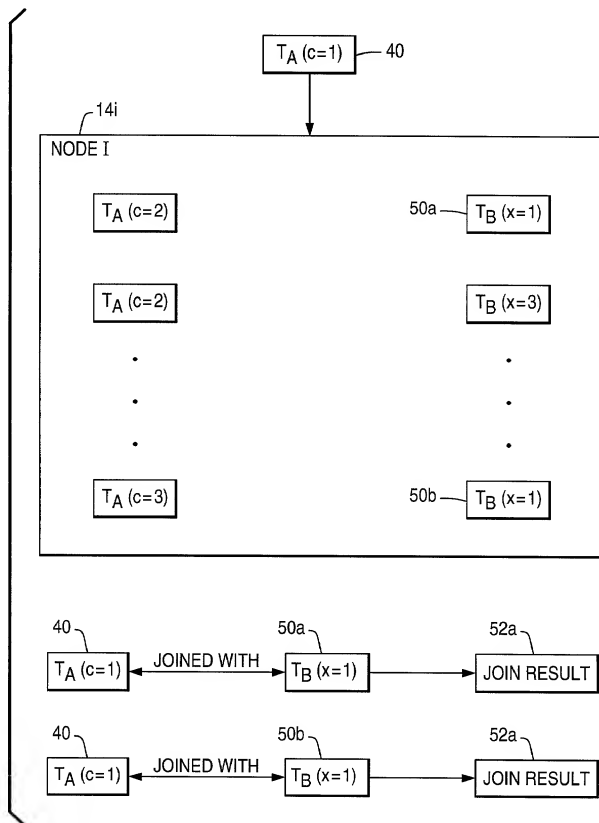 T_A (c=1) 40
14i
NODE I
T_A (c=2) 50a T_B (x=1)
T_A (c=2) T_B (x=3)
T_A (c=3) 50b T_B (x=1)
40 50a 52a
T_A (c=1) JOINED WITH T_B (x=1) JOIN RESULT
40 50b 52a
T_A (c=1) JOINED WITH T_B (x=1) JOIN RESULT